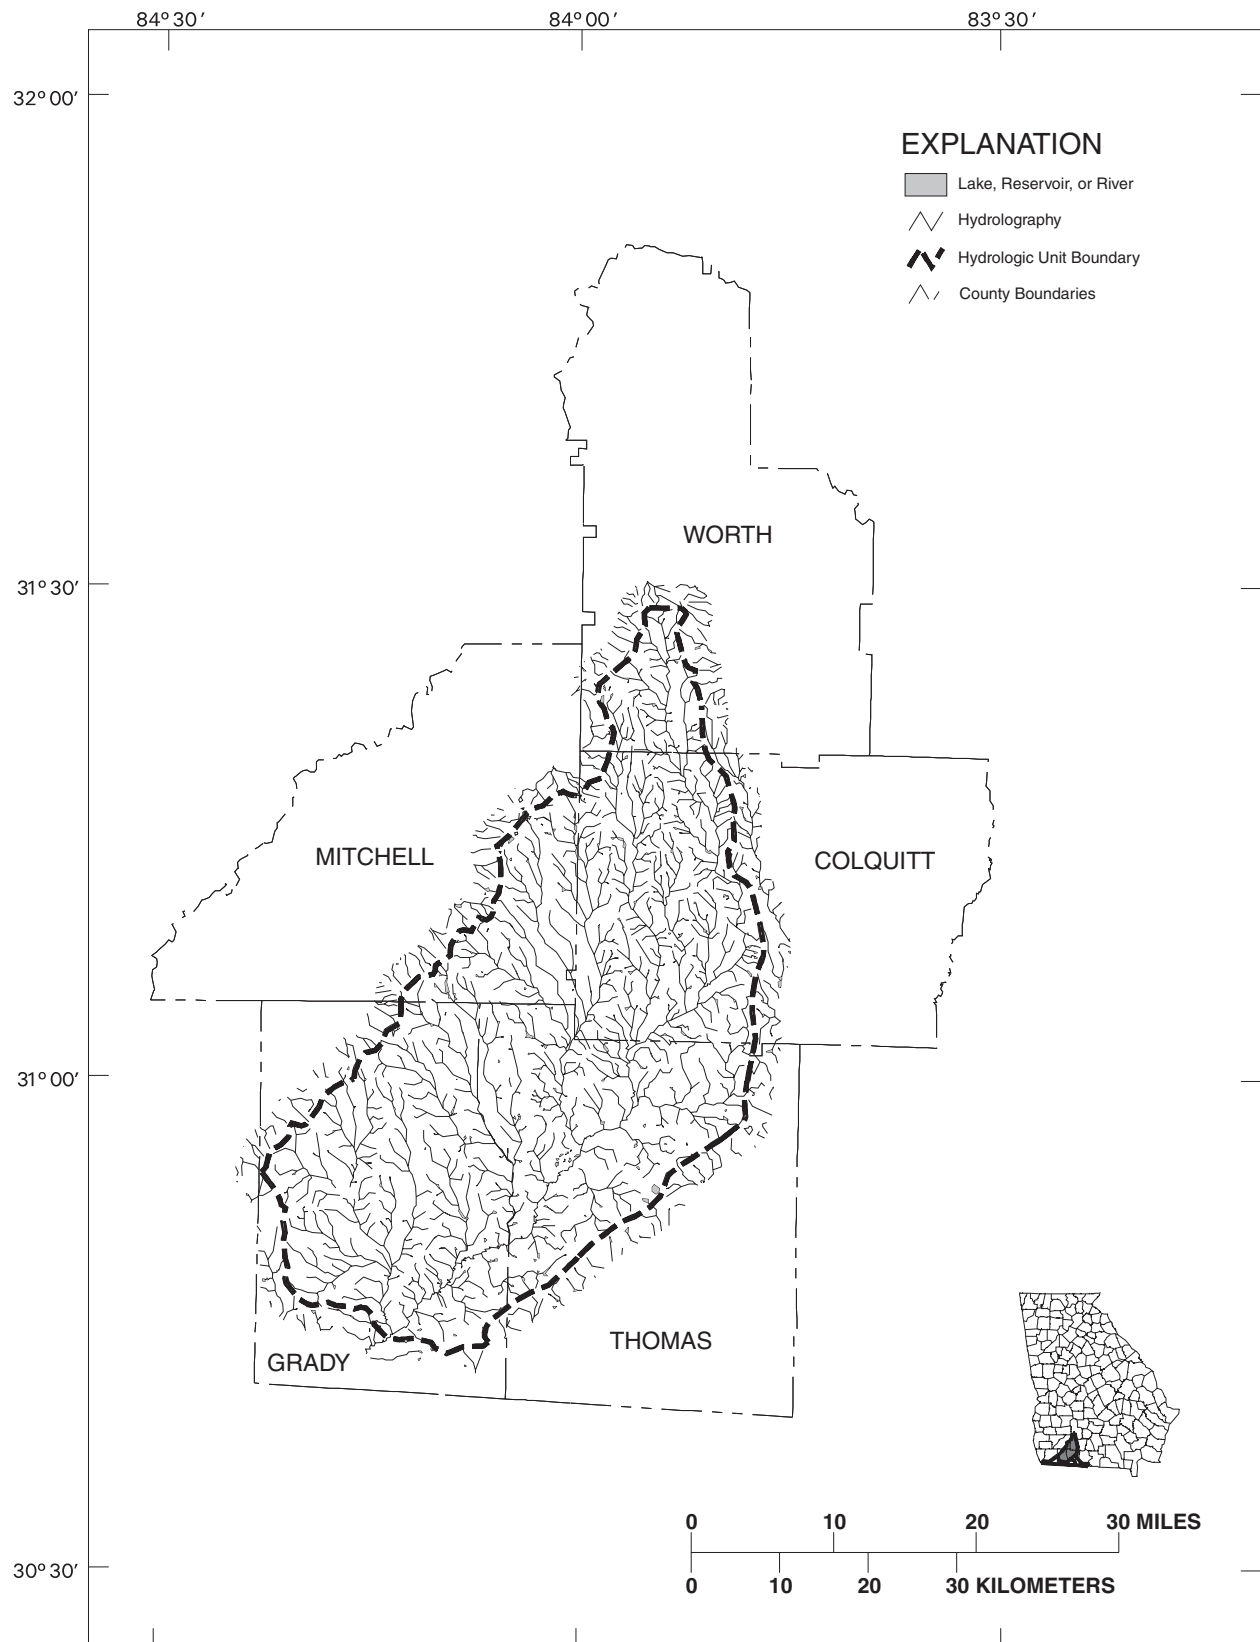 84° 30′ 84° 00′ 83° 30′
32° 00′
EXPLANATION
Lake, Reservoir, or River
Hydrolography
Hydrologic Unit Boundary
County Boundaries
WORTH
31° 30′
MITCHELL
COLQUITT
31° 00′
THOMAS
GRADY
0 10 20 30 MILES
30° 30′
0 10 20 30 KILOMETERS